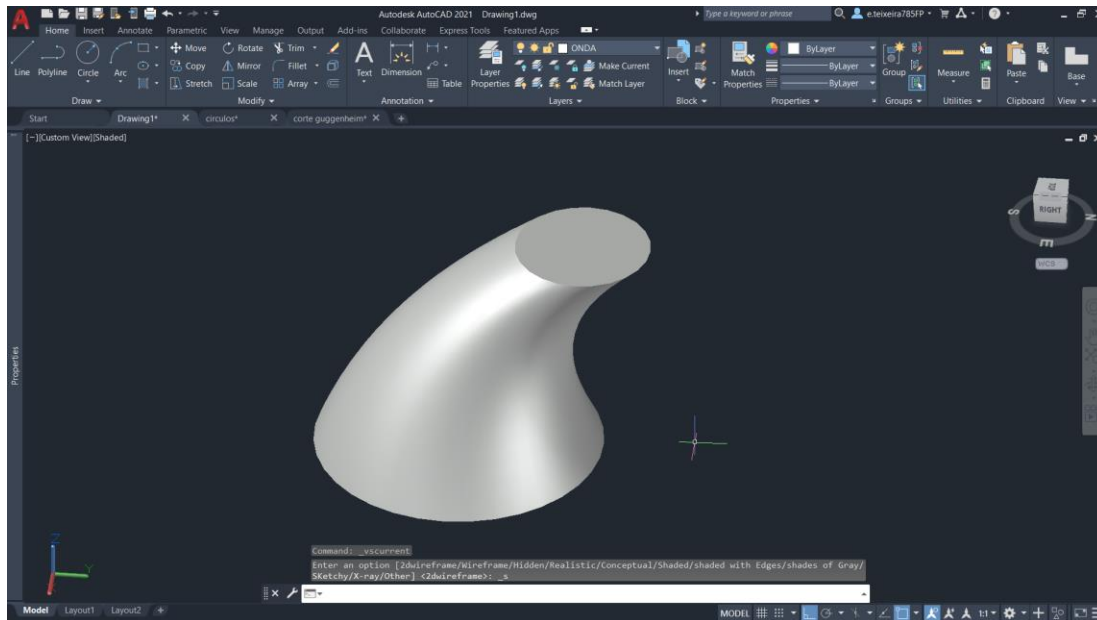 Autodesk AutoCAD 2021 Drawing1.dwg
Type a keyword or phrase
e.teixeira785FP
Home Insert Annotate Parametric View Manage Output Add-ins Collaborate Express Tools Featured Apps
Line Polyline Circle Arc
Move Rotate Trim
Copy Mirror Fillet
Stretch Scale Array
Text Dimension
Table
Layer Properties
ONDA
Make Current
Match Layer
Insert
Match Properties
ByLayer
ByLayer
ByLayer
Group
Measure
Paste
Base
Draw Modify Annotation Layers Block Properties Groups Utilities Clipboard View
Start Drawing1* circulos* corte guggenheim*
[−][Custom View][Shaded]
RIGHT
S
N
E
WCS
Properties
Z
Y
Command: _vscurrent
Enter an option [2dwireframe/Wireframe/Hidden/Realistic/Conceptual/Shaded/shaded with Edges/shades of Gray/
SKetchy/X-ray/Other] <2dwireframe>: _s
Model Layout1 Layout2 +
MODEL 1:1